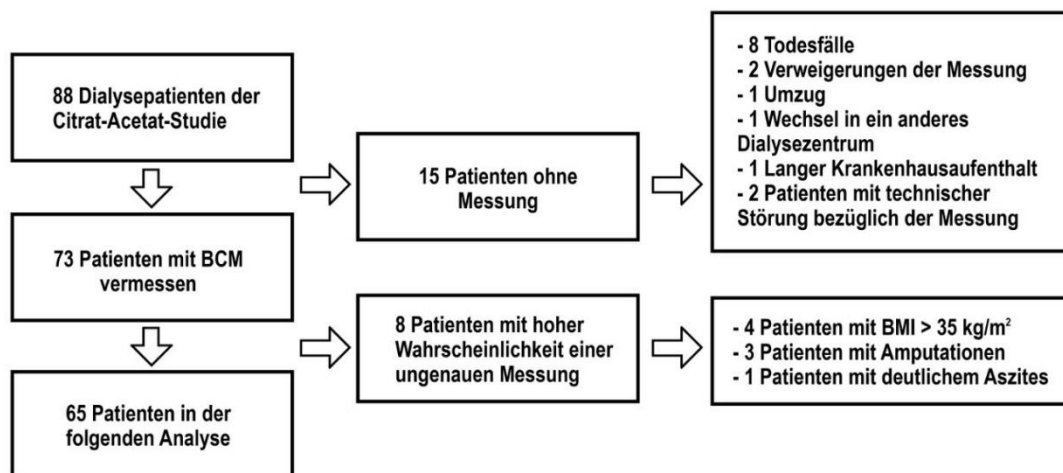 88 Dialysepatienten der
Citrat-Acetat-Studie
15 Patienten ohne
Messung
- 8 Todesfälle
- 2 Verweigerungen der Messung
- 1 Umzug
- 1 Wechsel in ein anderes
Dialysezentrum
- 1 Langer Krankenhausaufenthalt
- 2 Patienten mit technischer
Störung bezüglich der Messung
73 Patienten mit BCM
vermessen
8 Patienten mit hoher
Wahrscheinlichkeit einer
ungenauen Messung
- 4 Patienten mit BMI > 35 kg/m²
- 3 Patienten mit Amputationen
- 1 Patienten mit deutlichem Aszites
65 Patienten in der
folgenden Analyse